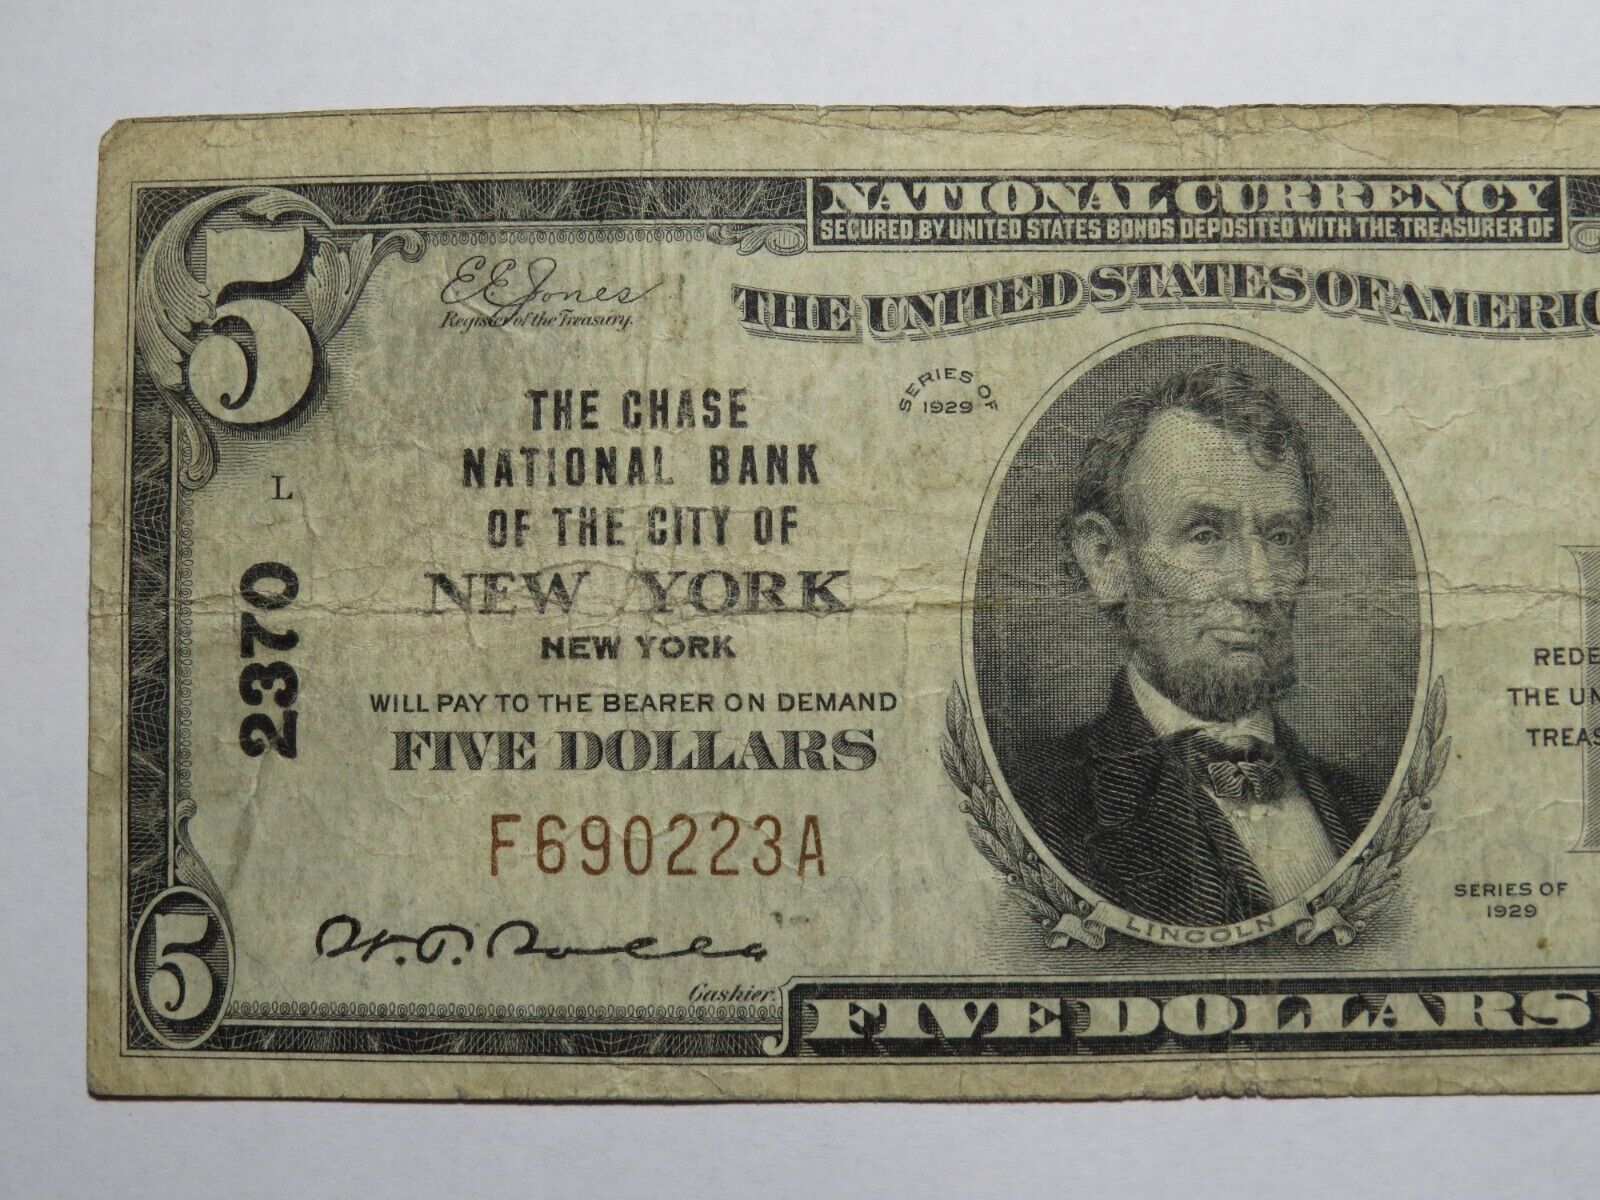 NATIONAL CURRENCY
SECURED BY UNITED STATES BONDS DEPOSITED WITH THE TREASURER OF
THE UNITED STATES OF AMERIC
5
E E Jones
Register of the Treasury.
SERIES OF
1929
THE CHASE
NATIONAL BANK
OF THE CITY OF
NEW YORK
NEW YORK
L
2370
WILL PAY TO THE BEARER ON DEMAND
FIVE DOLLARS
F690223A
REDE
THE UN
TREAS
SERIES OF
1929
LINCOLN
5
Cashier.
FIVE DOLLARS